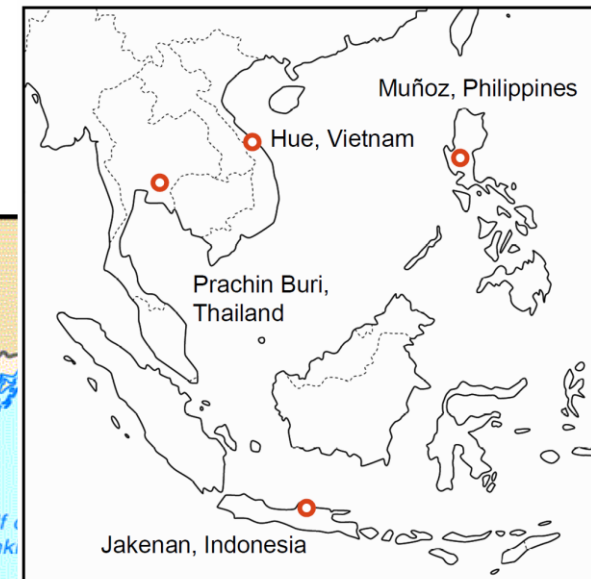 Muñoz, Philippines
Hue, Vietnam
Prachin Buri,
Thailand
Jakenan, Indonesia